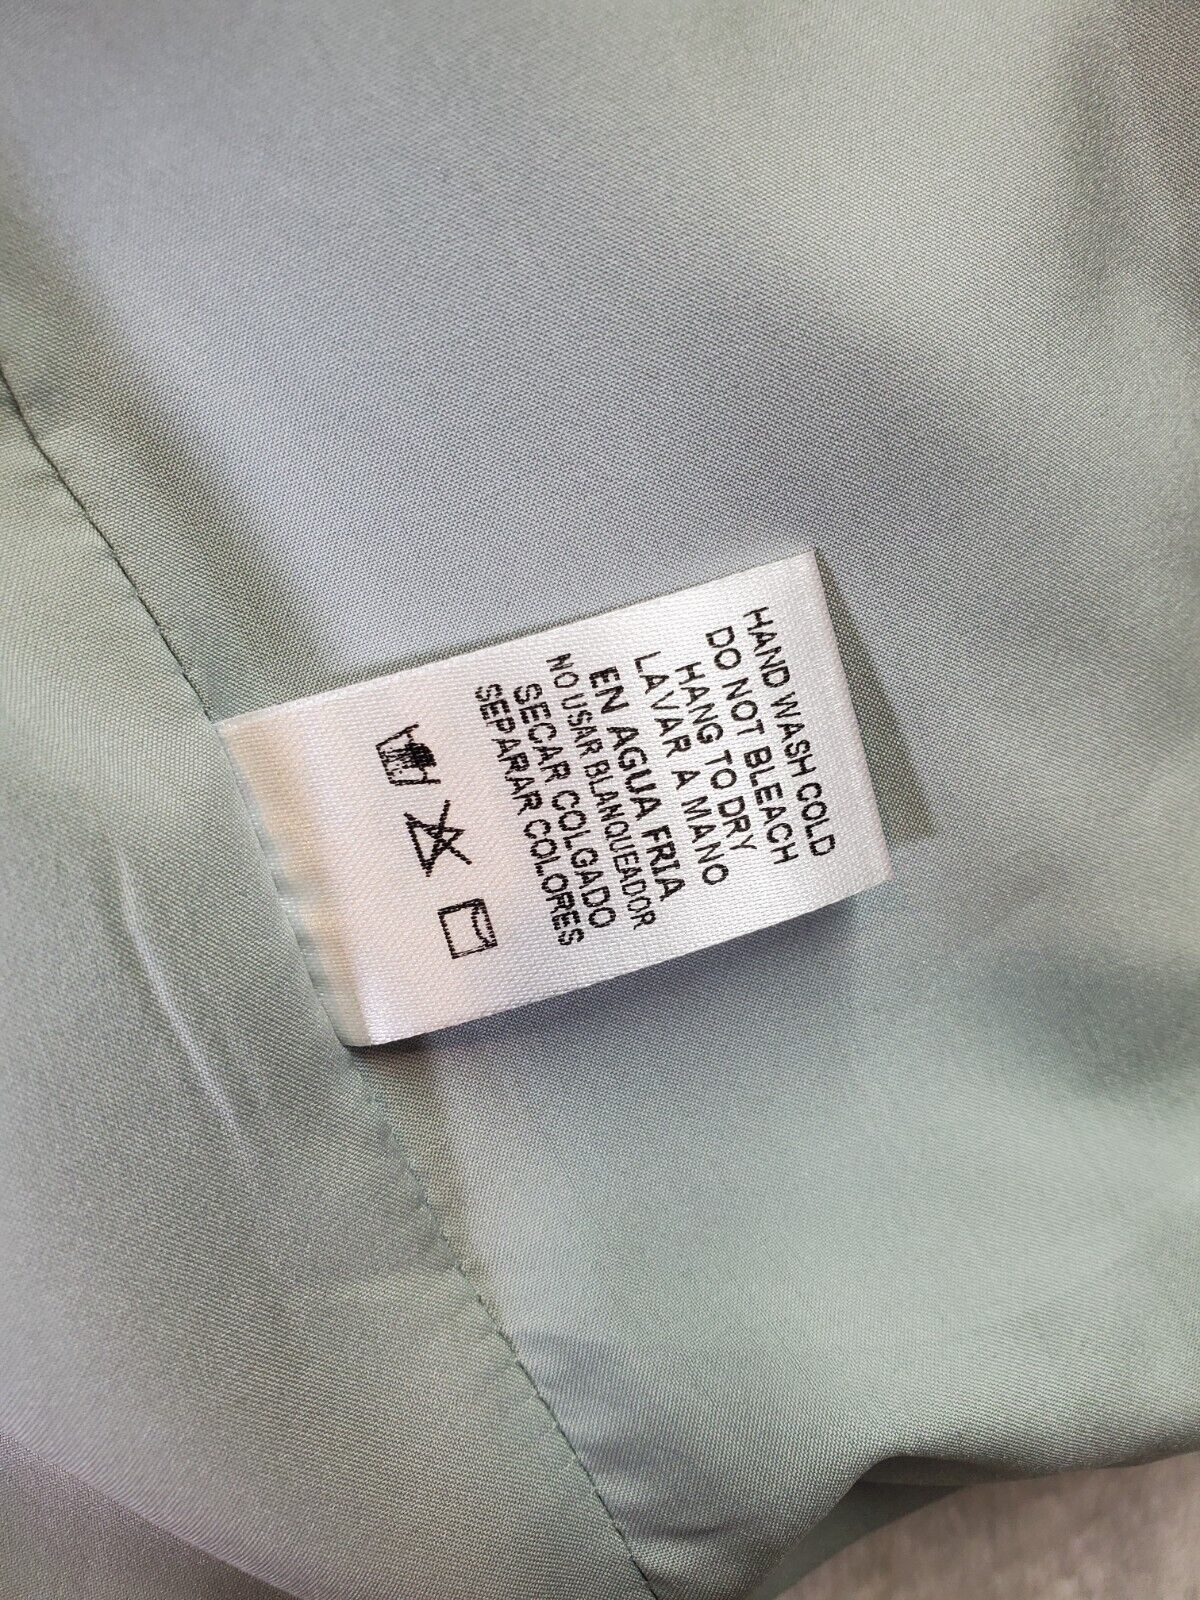 HAND WASH COLD
DO NOT BLEACH
HANG TO DRY
LAVAR A MANO
EN AGUA FRIA
NO USAR BLANQUEADOR
SECAR COLGADO
SEPARAR COLORES